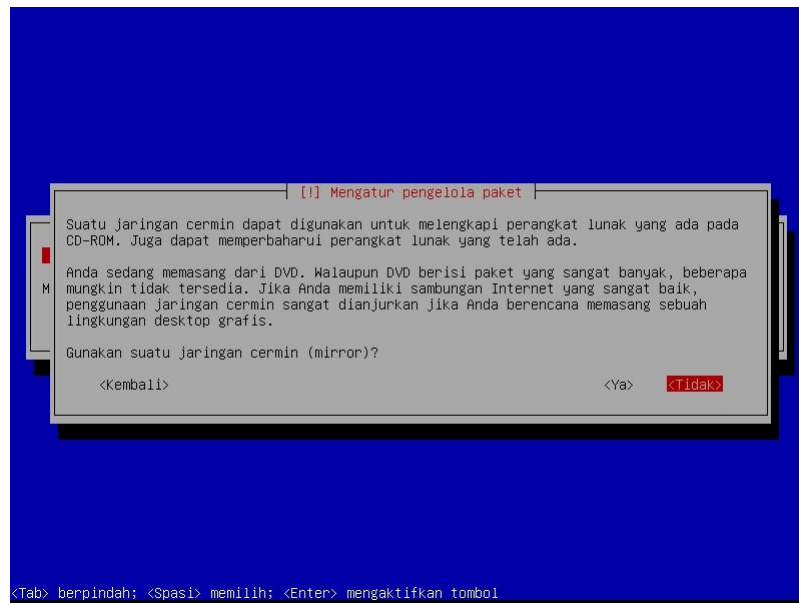 [!] Mengatur pengelola paket
Suatu jaringan cermin dapat digunakan untuk melengkapi perangkat lunak yang ada pada
CD-ROM. Juga dapat memperbaharui perangkat lunak yang telah ada.
Anda sedang memasang dari DVD. Walaupun DVD berisi paket yang sangat banyak, beberapa
M mungkin tidak tersedia. Jika Anda memiliki sambungan Internet yang sangat baik,
penggunaan jaringan cermin sangat dianjurkan jika Anda berencana memasang sebuah
lingkungan desktop grafis.
Gunakan suatu jaringan cermin (mirror)?
<Kembali> <Ya> <Tidak>
<Tab> berpindah; <Spasi> memilih; <Enter> mengaktifkan tombol